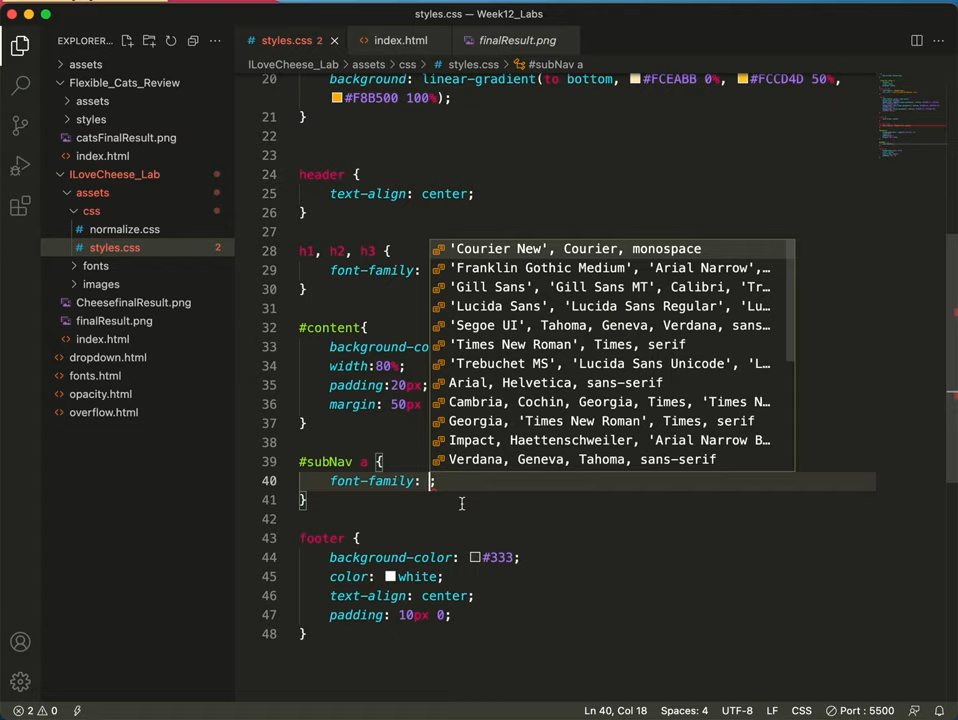 styles.css — Week12_Labs
EXPLORER...
styles.css 2
index.html
finalResult.png
ILoveCheese_Lab > assets > css > # styles.css > #subNav a
assets
Flexible_Cats_Review
assets
styles
catsFinalResult.png
index.html
ILoveCheese_Lab
assets
css
# normalize.css
# styles.css 2
fonts
images
CheesefinalResult.png
finalResult.png
index.html
dropdown.html
fonts.html
opacity.html
overflow.html
20 background: linear-gradient(to bottom, #FCEABB 0%, #FCCD4D 50%,
#F8B500 100%);
21 }
22
23
24 header {
25 text-align: center;
26 }
27
28 h1, h2, h3 {
29 font-family:
30 }
31
32 #content{
33 background-co
34 width:80%;
35 padding:20px;
36 margin: 50px
37 }
38
39 #subNav a {
40 font-family: ;
41 }
42
43 footer {
44 background-color: #333;
45 color: white;
46 text-align: center;
47 padding: 10px 0;
48 }
'Courier New', Courier, monospace
'Franklin Gothic Medium', 'Arial Narrow',…
'Gill Sans', 'Gill Sans MT', Calibri, 'Tr…
'Lucida Sans', 'Lucida Sans Regular', 'Lu…
'Segoe UI', Tahoma, Geneva, Verdana, sans…
'Times New Roman', Times, serif
'Trebuchet MS', 'Lucida Sans Unicode', 'L…
Arial, Helvetica, sans-serif
Cambria, Cochin, Georgia, Times, 'Times N…
Georgia, 'Times New Roman', Times, serif
Impact, Haettenschweiler, 'Arial Narrow B…
Verdana, Geneva, Tahoma, sans-serif
2 0
Ln 40, Col 18 Spaces: 4 UTF-8 LF CSS Port : 5500